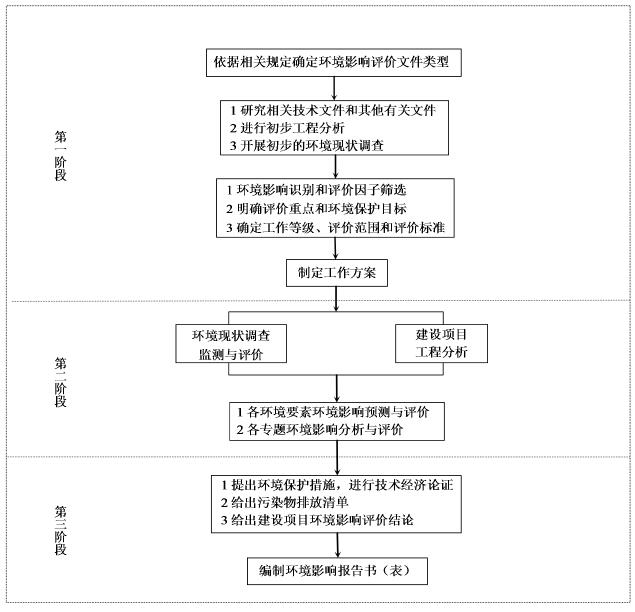 依据相关规定确定环境影响评价文件类型
1 研究相关技术文件和其他有关文件
2 进行初步工程分析
3 开展初步的环境现状调查
第一阶段
1 环境影响识别和评价因子筛选
2 明确评价重点和环境保护目标
3 确定工作等级、评价范围和评价标准
制定工作方案
环境现状调查
监测与评价
建设项目
工程分析
第二阶段
1 各环境要素环境影响预测与评价
2 各专题环境影响分析与评价
1 提出环境保护措施，进行技术经济论证
2 给出污染物排放清单
3 给出建设项目环境影响评价结论
第三阶段
编制环境影响报告书（表）